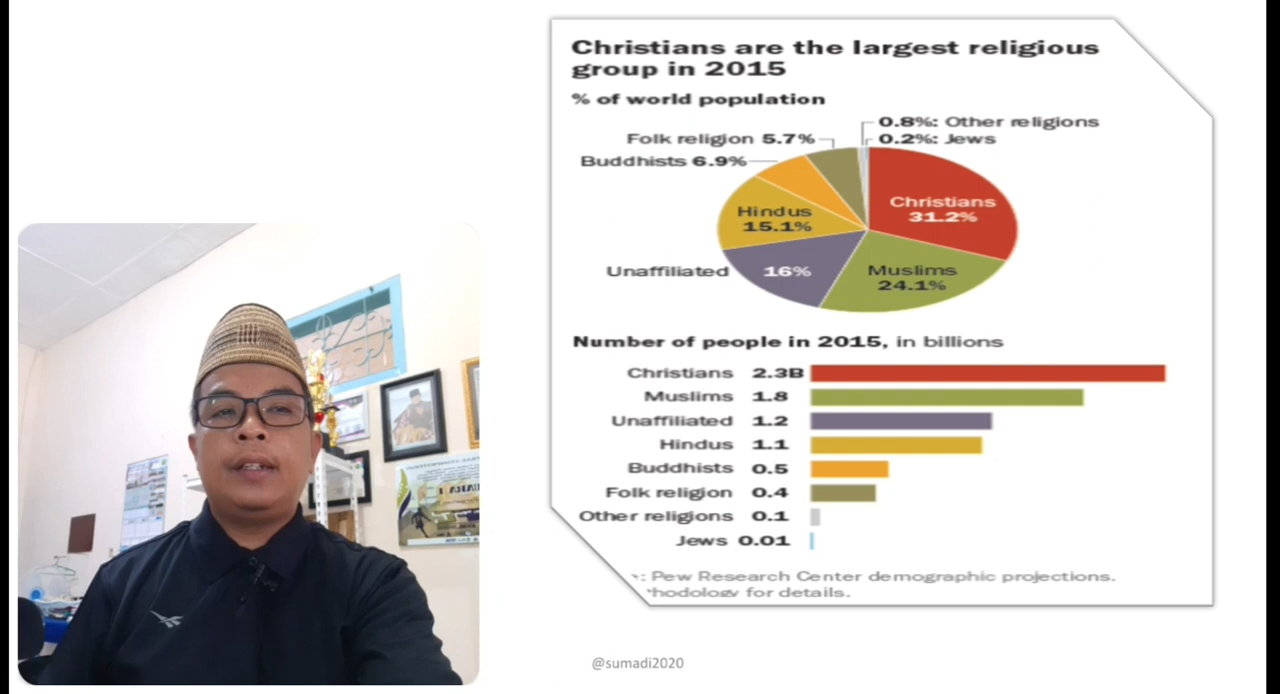 Christians are the largest religious
group in 2015
% of world population
0.8%: Other religions
Folk religion 5.7%
0.2%: Jews
Buddhists 6.9%
Christians
31.2%
Hindus
15.1%
Unaffiliated
16%
Muslims
24.1%
Number of people in 2015, in billions
Christians 2.3B
Muslims 1.8
Unaffiliated 1.2
Hindus 1.1
Buddhists 0.5
Folk religion 0.4
Other religions 0.1
Jews 0.01
: Pew Research Center demographic projections.
for details.
@sumadi2020